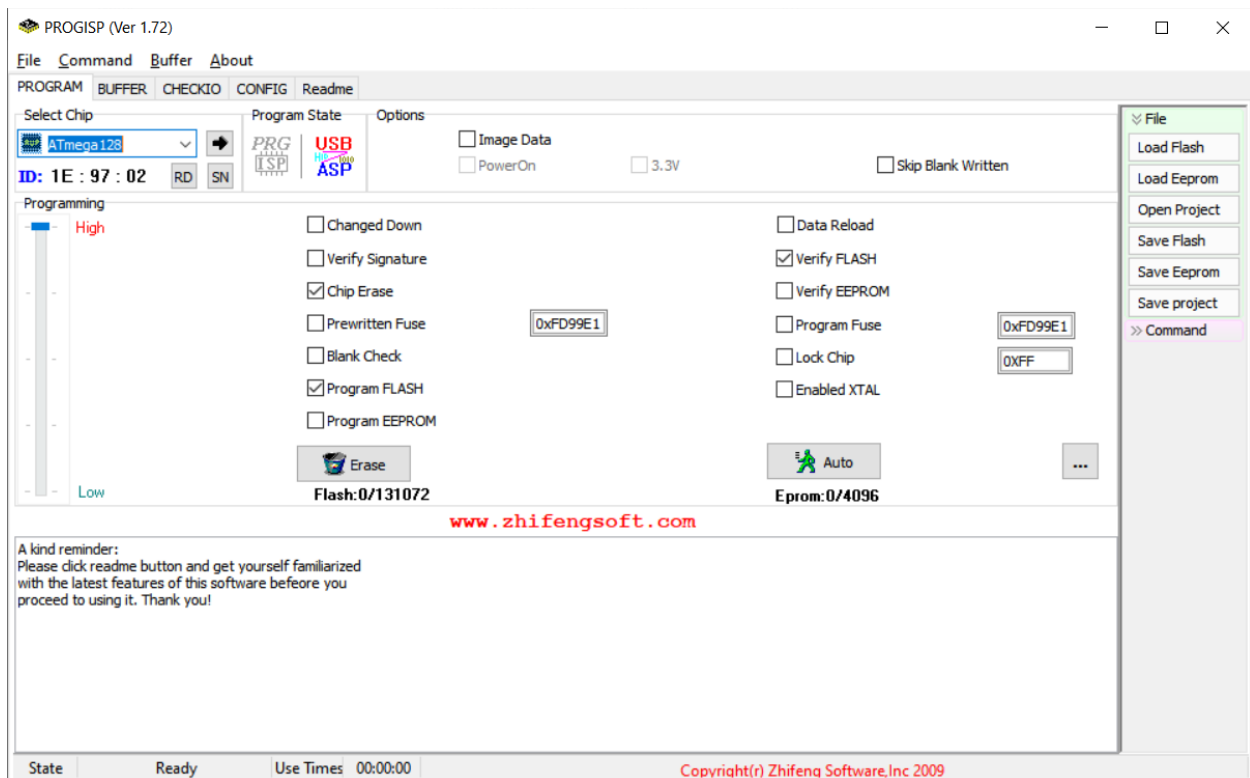 PROGISP (Ver 1.72)
File Command Buffer About
PROGRAM BUFFER CHECKIO CONFIG Readme
Select Chip Program State Options
ATmega128
PRG
ISP
USB
ASP
Image Data
PowerOn 3.3V Skip Blank Written
ID: 1E : 97 : 02 RD SN
Programming
High
Low
Changed Down
Verify Signature
Chip Erase
Prewritten Fuse 0xFD99E1
Blank Check
Program FLASH
Program EEPROM
Erase
Flash:0/131072
Data Reload
Verify FLASH
Verify EEPROM
Program Fuse 0xFD99E1
Lock Chip 0XFF
Enabled XTAL
Auto ...
Eprom:0/4096
File
Load Flash
Load Eeprom
Open Project
Save Flash
Save Eeprom
Save project
Command
www.zhifengsoft.com
A kind reminder:
Please click readme button and get yourself familiarized
with the latest features of this software befeore you
proceed to using it. Thank you!
State Ready Use Times 00:00:00 Copyright(r) Zhifeng Software,Inc 2009